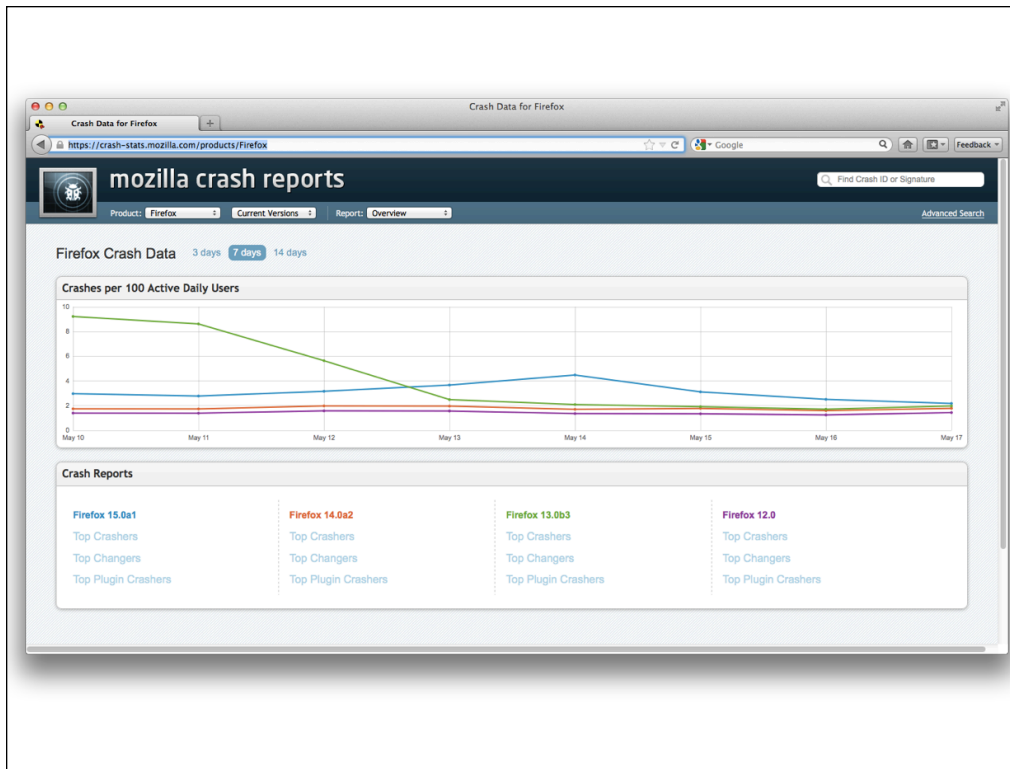 Crash Data for Firefox
Crash Data for Firefox
https://crash-stats.mozilla.com/products/Firefox
Google
Feedback
mozilla crash reports
Find Crash ID or Signature
Product: Firefox Current Versions Report: Overview
Advanced Search
Firefox Crash Data 3 days 7 days 14 days
Crashes per 100 Active Daily Users
10
8
6
4
2
0
May 10 May 11 May 12 May 13 May 14 May 15 May 16 May 17
Crash Reports
Firefox 15.0a1 Firefox 14.0a2 Firefox 13.0b3 Firefox 12.0
Top Crashers Top Crashers Top Crashers Top Crashers
Top Changers Top Changers Top Changers Top Changers
Top Plugin Crashers Top Plugin Crashers Top Plugin Crashers Top Plugin Crashers